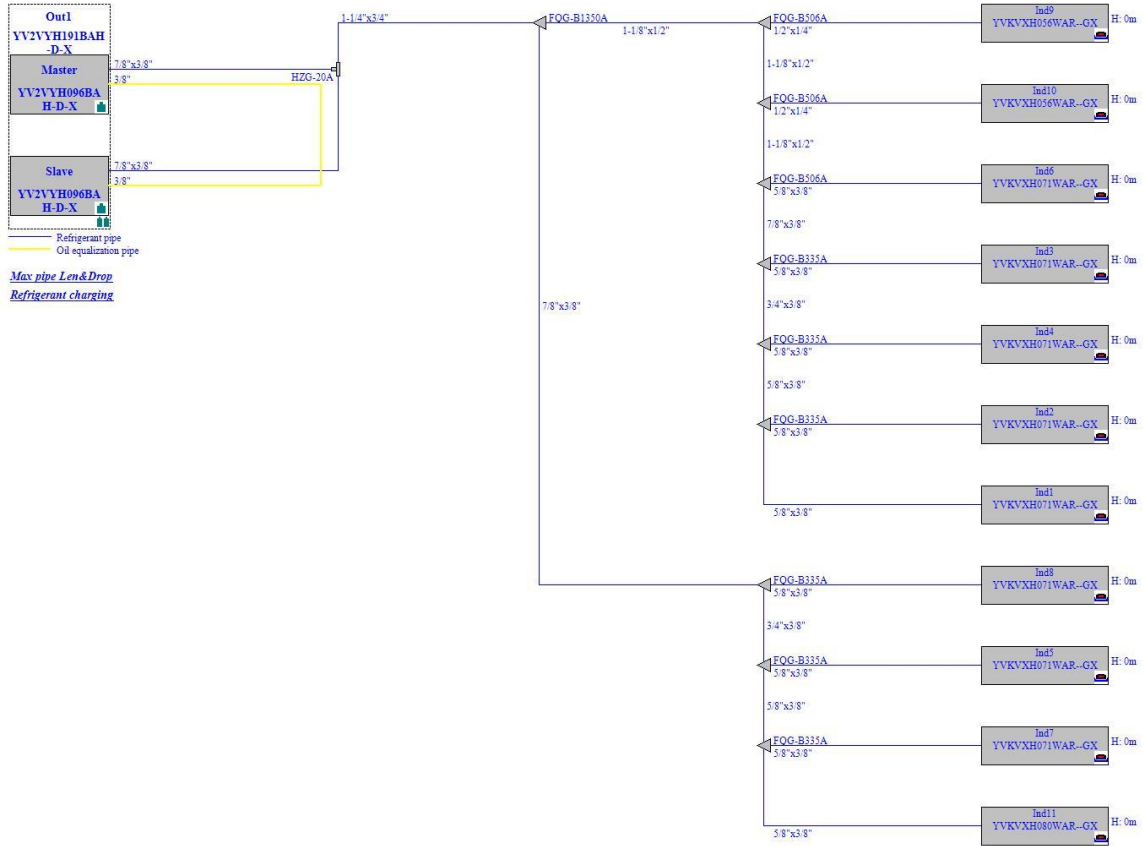 Out1
YV2VYH191BAH
-D-X
Master
YV2VYH096BA
H-D-X
7/8"x3/8"
3/8"
Slave
YV2VYH096BA
H-D-X
7/8"x3/8"
3/8"
Refrigerant pipe
Oil equalization pipe
Max pipe Len&Drop
Refrigerant charging
HZG-20A
1-1/4"x3/4"
FQG-B1350A
1-1/8"x1/2"
7/8"x3/8"
FQG-B506A
1/2"x1/4"
Ind9
YVKVXH056WAR--GX
H: 0m
1-1/8"x1/2"
FQG-B506A
1/2"x1/4"
Ind10
YVKVXH056WAR--GX
H: 0m
1-1/8"x1/2"
FQG-B506A
5/8"x3/8"
Ind6
YVKVXH071WAR--GX
H: 0m
7/8"x3/8"
FQG-B335A
5/8"x3/8"
Ind3
YVKVXH071WAR--GX
H: 0m
3/4"x3/8"
FQG-B335A
5/8"x3/8"
Ind4
YVKVXH071WAR--GX
H: 0m
5/8"x3/8"
FQG-B335A
5/8"x3/8"
Ind2
YVKVXH071WAR--GX
H: 0m
5/8"x3/8"
Ind1
YVKVXH071WAR--GX
H: 0m
FQG-B335A
5/8"x3/8"
Ind8
YVKVXH071WAR--GX
H: 0m
3/4"x3/8"
FQG-B335A
5/8"x3/8"
Ind5
YVKVXH071WAR--GX
H: 0m
5/8"x3/8"
FQG-B335A
5/8"x3/8"
Ind7
YVKVXH071WAR--GX
H: 0m
5/8"x3/8"
Ind11
YVKVXH080WAR--GX
H: 0m